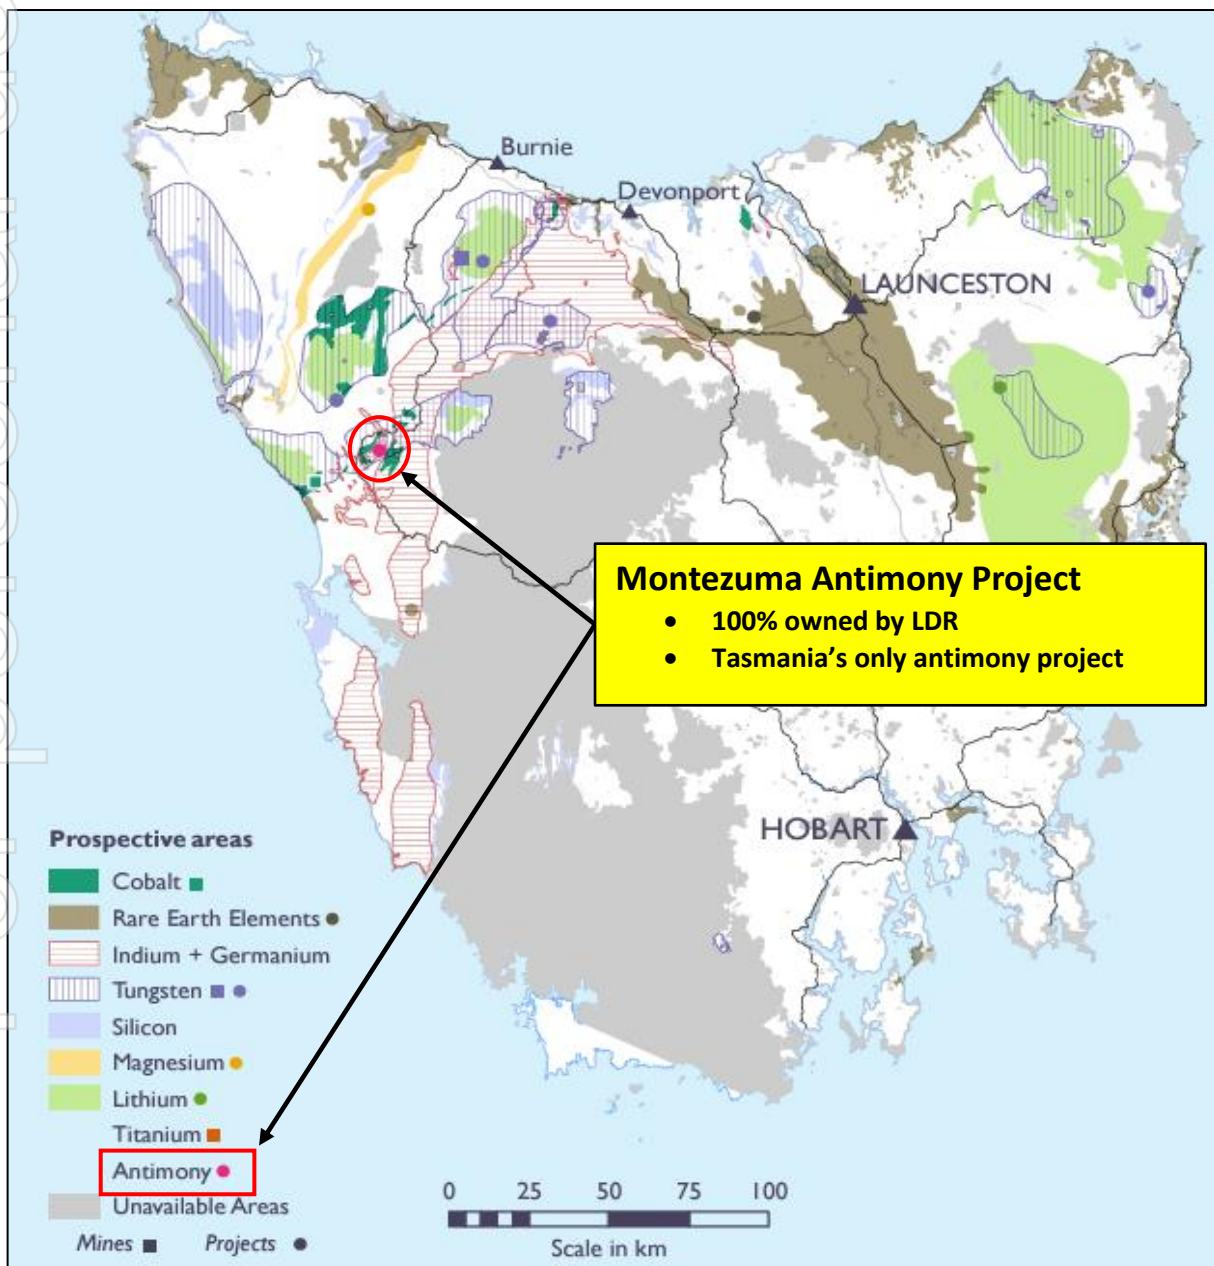 Burnie
Devonport
LAUNCESTON
Montezuma Antimony Project
• 100% owned by LDR
• Tasmania's only antimony project
HOBART
Prospective areas
Cobalt
Rare Earth Elements
Indium + Germanium
Tungsten
Silicon
Magnesium
Lithium
Titanium
Antimony
Unavailable Areas
Mines Projects
0 25 50 75 100
Scale in km